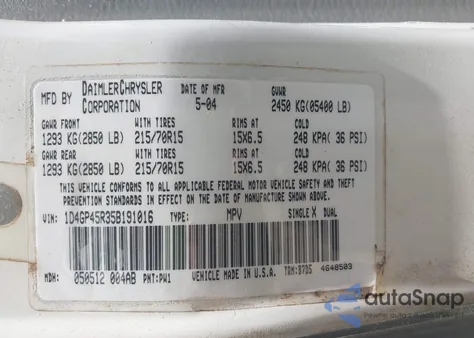 MFD BY DAIMLERCHRYSLER CORPORATION DATE OF MFR 5-04 GVWR 2450 KG(05400 LB)
GAWR FRONT WITH TIRES RIMS AT COLD
1293 KG(2850 LB) 215/70R15 15X6.5 248 KPA( 36 PSI)
GAWR REAR WITH TIRES RIMS AT COLD
1293 KG(2850 LB) 215/70R15 15X6.5 248 KPA( 36 PSI)
THIS VEHICLE CONFORMS TO ALL APPLICABLE FEDERAL MOTOR VEHICLE SAFETY AND THEFT
PREVENTION STANDARDS IN EFFECT ON THE DATE OF MANUFACTURE SHOWN ABOVE.
VIN: 1D4GP45R35B191016 TYPE: MPV SINGLE X DUAL
MDH: 050512 004AB PNT:PW1 VEHICLE MADE IN U.S.A. TRM: 4648503
autoSnap